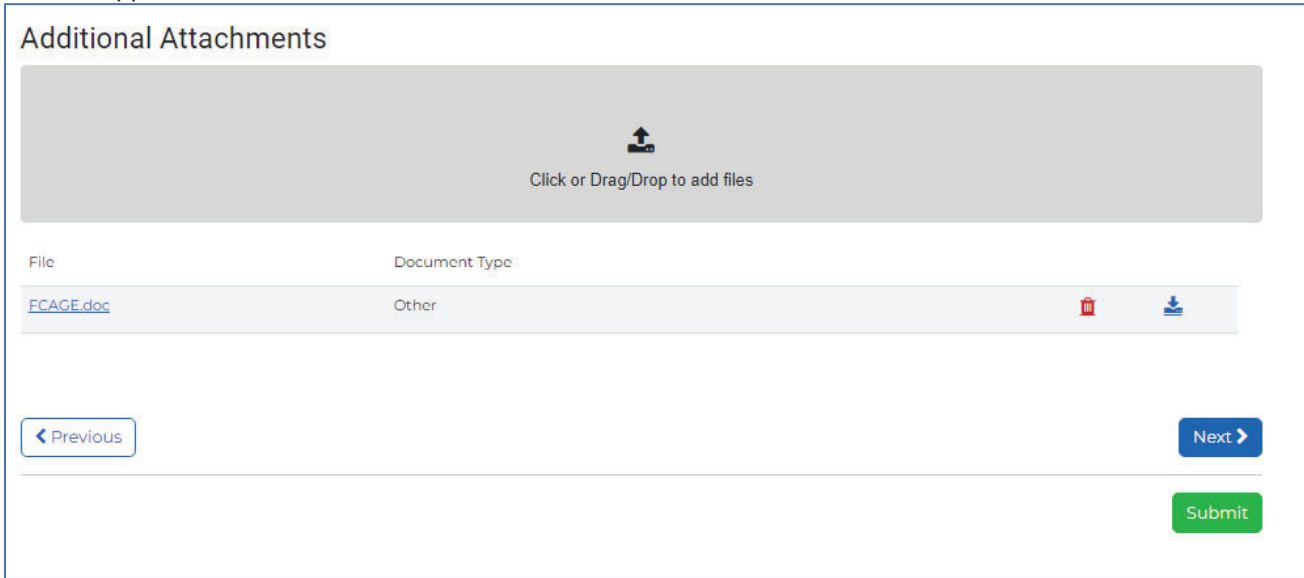 Additional Attachments
Click or Drag/Drop to add files
File Document Type
FCAGE.doc Other
Previous Next
Submit